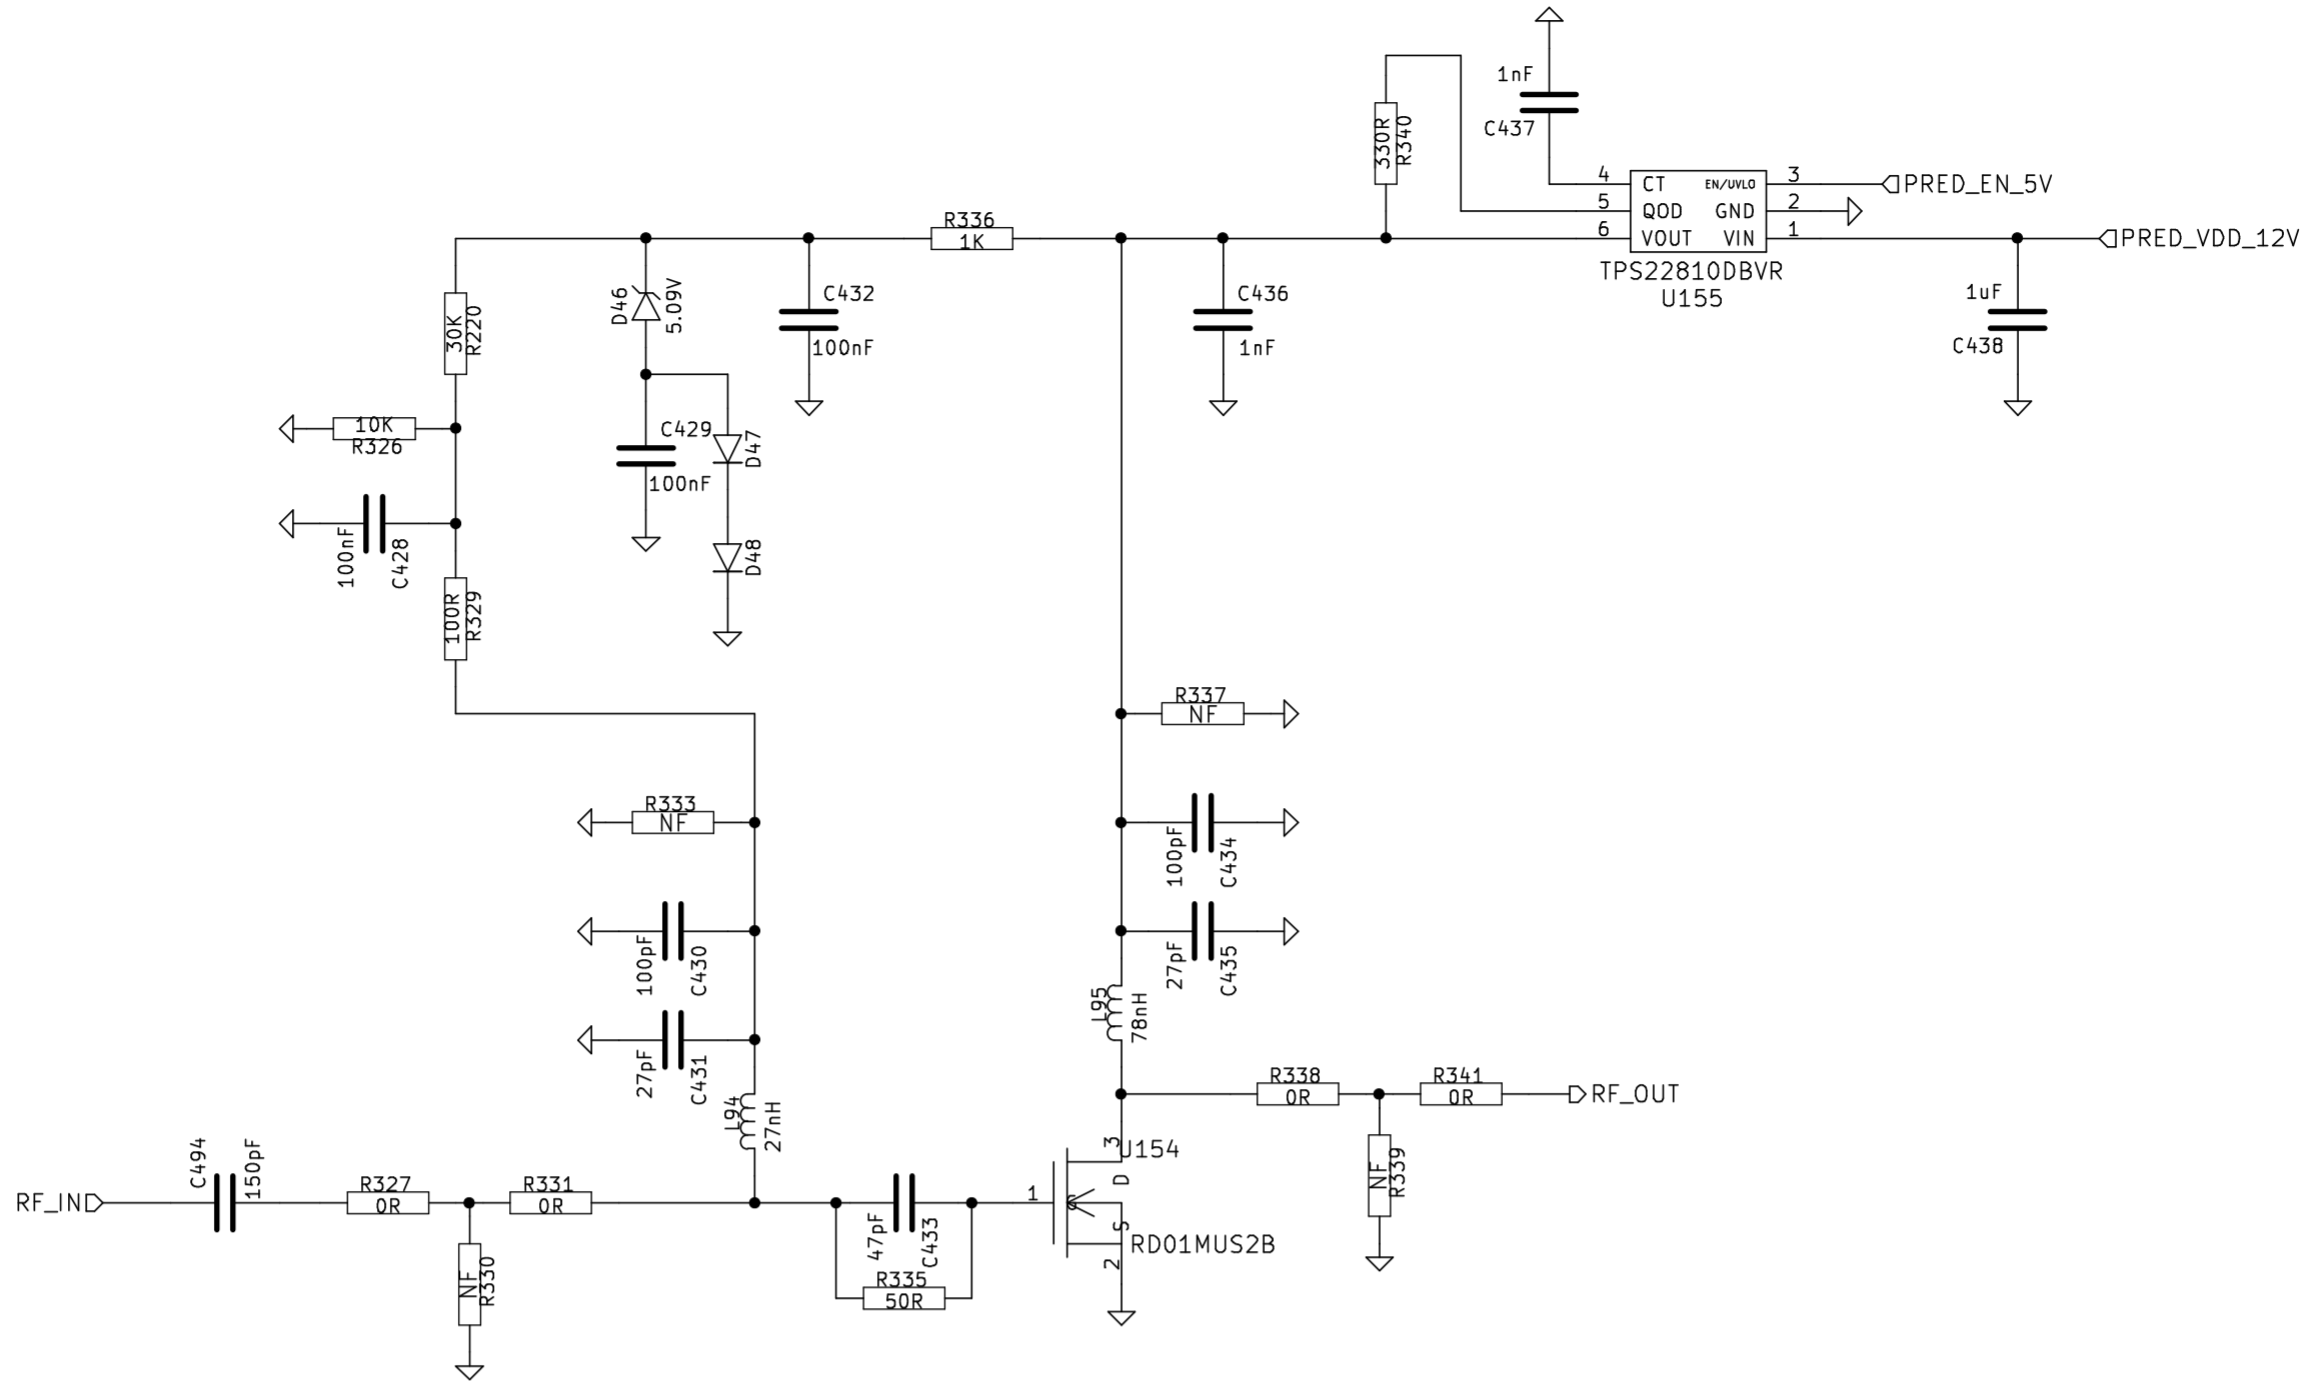 1nF
C437
330R
R340
4
CT
EN/UVLO
3
PRED_EN_5V
5
QOD
GND
2
6
VOUT
VIN
1
PRED_VDD_12V
TPS22810DBVR
U155
R336
1K
D46
5.09V
C432
100nF
C436
1nF
1uF
C438
30K
R220
10K
R326
C429
100nF
D47
100nF
C428
D48
100R
R329
R337
NF
R333
NF
100pF
C434
100pF
C430
27pF
C435
L95
78nH
27pF
C431
L94
27nH
R338
0R
R341
0R
RF_OUT
NF
R339
3
U154
D
G
S
1
2
RD01MUS2B
C494
150pF
RF_IN
R327
0R
R331
0R
NF
R330
47pF
C433
R335
50R